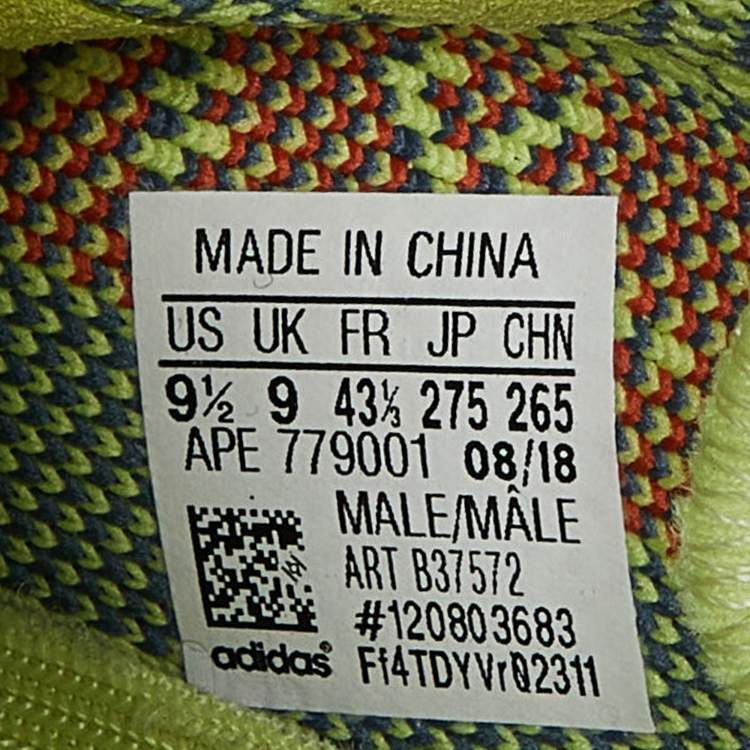 MADE IN CHINA
US UK FR JP CHN
9½ 9 43⅓ 275 265
APE 779001 08/18
MALE/MÂLE
ART B37572
#120803683
adidas Ff4TDYVrQ2311